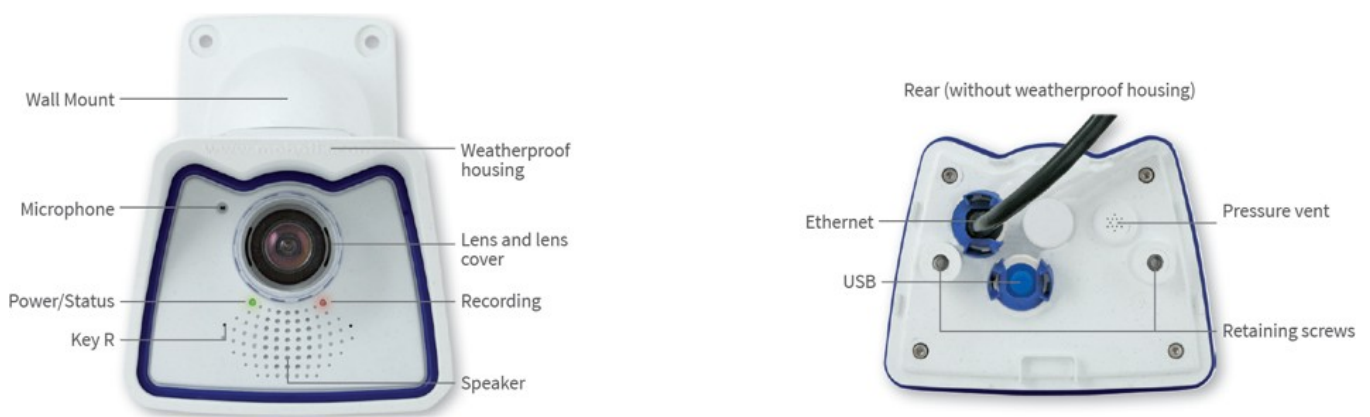 Wall Mount
Weatherproof
housing
Microphone
Lens and lens
cover
Power/Status
Recording
Key R
Speaker
Rear (without weatherproof housing)
Ethernet
Pressure vent
USB
Retaining screws